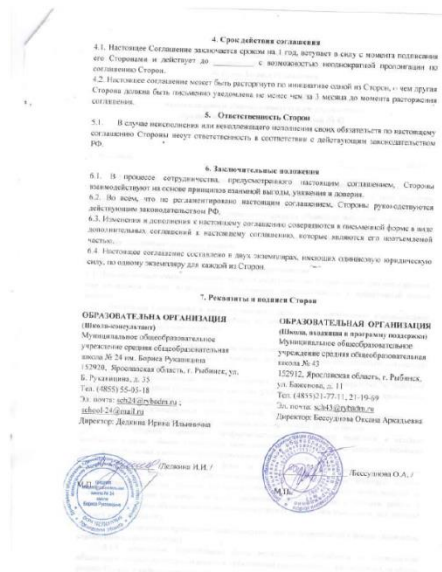 4. Срок действия соглашения
4.1. Настоящее Соглашение заключается сроком на 1 год, вступает в силу с момента подписания
его Сторонами и действует до __________ с возможностью неоднократной пролонгации по
соглашению Сторон.
4.2. Настоящее соглашение может быть расторгнуто по инициативе одной из Сторон, о чем другая
Сторона должна быть письменно уведомлена не менее чем за 3 месяца до момента расторжения
соглашения.
5. Ответственность Сторон
5.1. В случае неисполнения или ненадлежащего исполнения своих обязательств по настоящему
соглашению Стороны несут ответственность в соответствии с действующим законодательством
РФ.
6. Заключительные положения
6.1. В процессе сотрудничества, предусмотренного настоящим соглашением, Стороны
взаимодействуют на основе принципов взаимной выгоды, уважения и доверия.
6.2. Во всем, что не регламентировано настоящим соглашением, Стороны руководствуются
действующим законодательством РФ.
6.3. Изменения и дополнения к настоящему соглашению совершаются в письменной форме в виде
дополнительных соглашений к настоящему соглашению, которые являются его неотъемлемой
частью.
6.4. Настоящее соглашение составлено в двух экземплярах, имеющих одинаковую юридическую
силу, по одному экземпляру для каждой из Сторон.
7. Реквизиты и подписи Сторон
ОБРАЗОВАТЕЛЬНА ОРГАНИЗАЦИЯ
(Школа-консультант)
Муниципальное общеобразовательное
учреждение средняя общеобразовательная
школа № 24 им. Бориса Рукавицына
152920, Ярославская область, г. Рыбинск, ул.
Б. Рукавицына, д. 35
Тел. (4855) 55-05-18
Эл. почта: sch24@rybadm.ru ;
school-24@mail.ru
Директор: Делкина Ирина Ильинична
М.П. /Делкина И.И. /
ОБРАЗОВАТЕЛЬНАЯ ОРГАНИЗАЦИЯ
(Школа, входящая в программу поддержки)
Муниципальное общеобразовательное
учреждение средняя общеобразовательная
школа № 43
152912, Ярославская область, г. Рыбинск,
ул. Баженова, д. 11
Тел. (4855)21-77-11, 21-19-69
Эл. почта: sch43@rybadm.ru
Директор: Бессуднова Оксана Аркадьевна
/Бессуднова О.А. /
М.П.